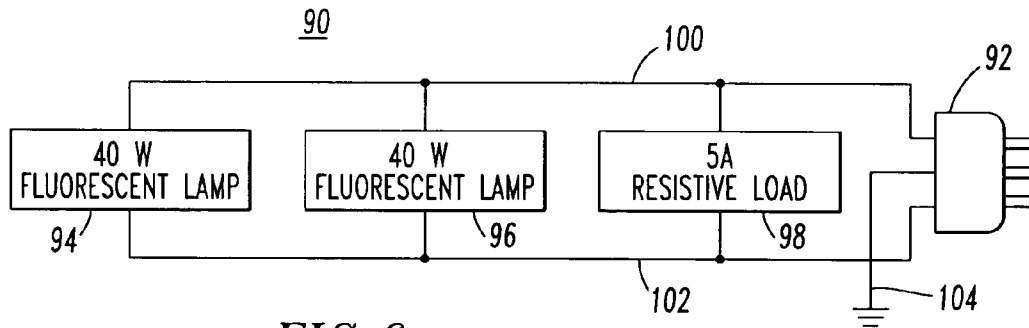 90
100
92
40 W
FLUORESCENT LAMP
40 W
FLUORESCENT LAMP
5A
RESISTIVE LOAD
94
96
98
102
104